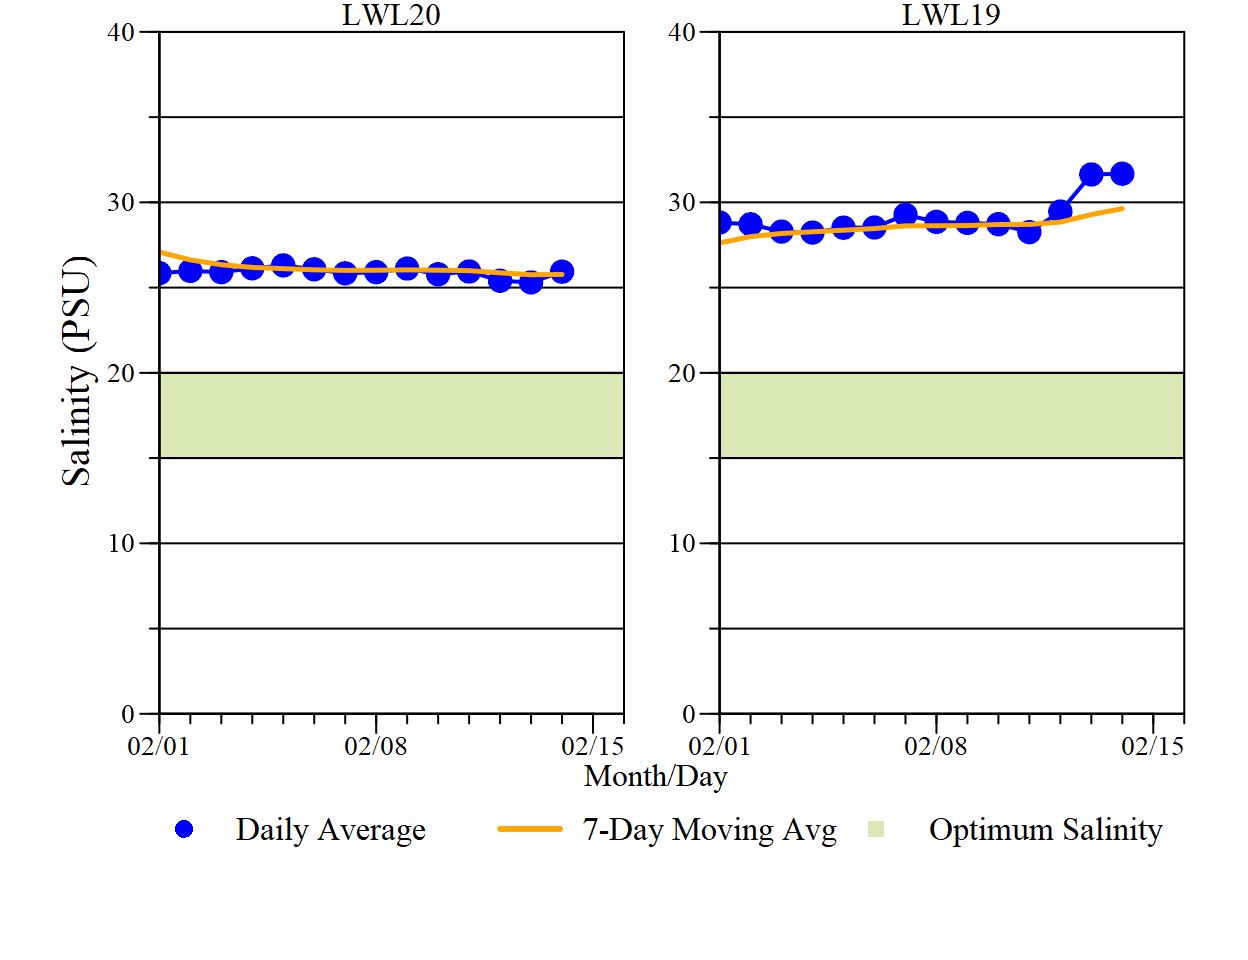 LWL20
LWL19
40
30
20
10
0
40
30
20
10
0
Salinity (PSU)
02/01
02/08
02/15
02/01
02/08
02/15
Month/Day
Daily Average
7-Day Moving Avg
Optimum Salinity